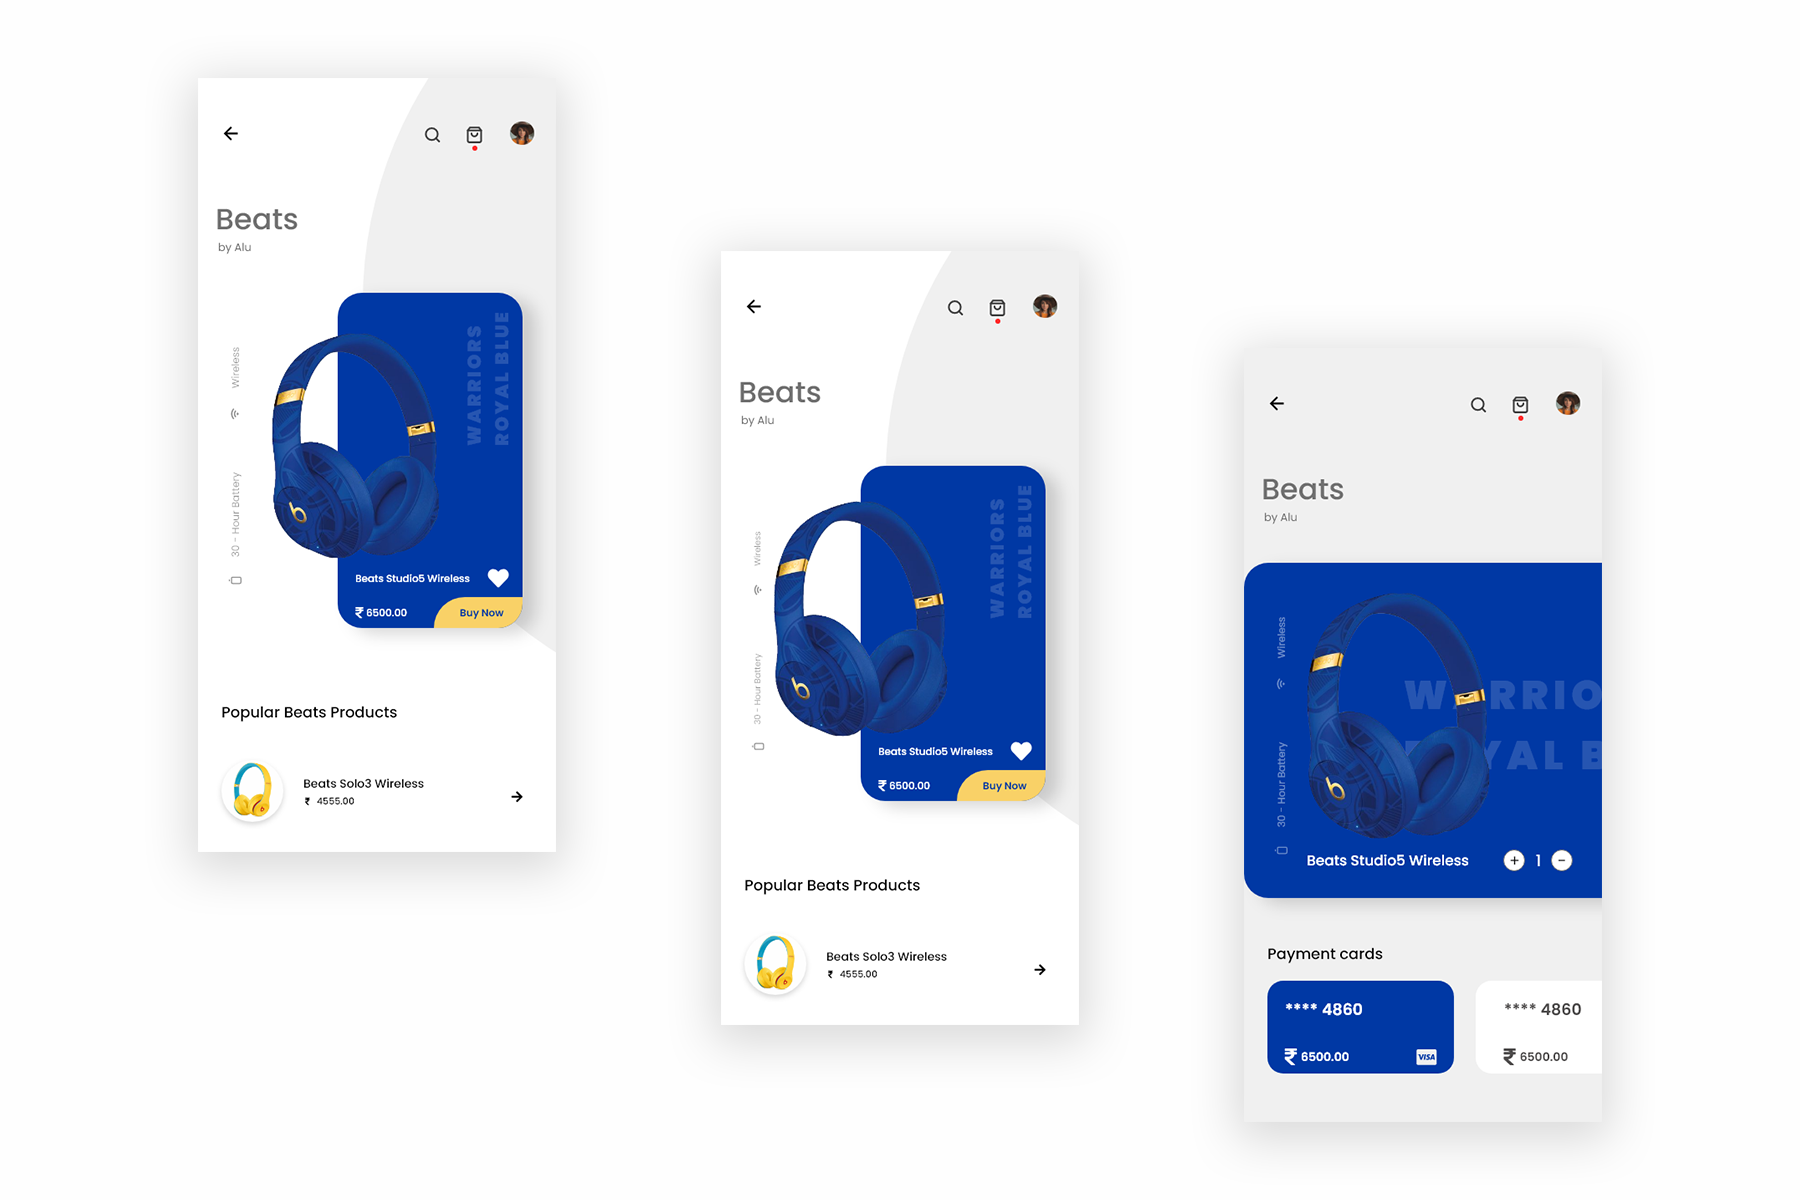 Beats
by Alu
Wireless
30 - Hour Battery
WARRIORS
ROYAL BLUE
b
Beats Studio5 Wireless
₹ 6500.00
Buy Now
Popular Beats Products
Beats Solo3 Wireless
₹ 4555.00
Beats
by Alu
Wireless
30 - Hour Battery
WARRIORS
ROYAL BLUE
b
Beats Studio5 Wireless
₹ 6500.00
Buy Now
Popular Beats Products
Beats Solo3 Wireless
₹ 4555.00
Beats
by Alu
Wireless
30 - Hour Battery
WARRIO
ROYAL B
b
Beats Studio5 Wireless
+ 1 -
Payment cards
**** 4860
₹ 6500.00
VISA
**** 4860
₹ 6500.00